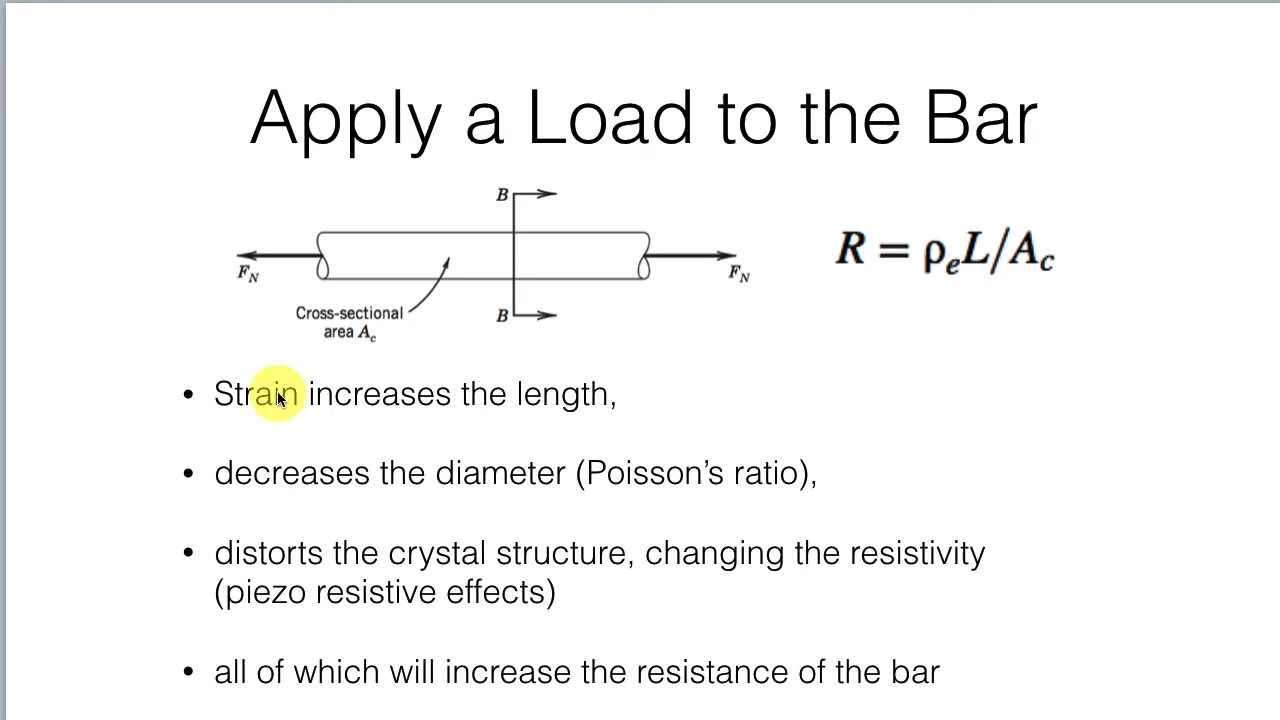 Apply a Load to the Bar
B
R = ρₑL/A꜀
F_N
F_N
Cross-sectional
area A_c
B
• Strain increases the length,
• decreases the diameter (Poisson’s ratio),
• distorts the crystal structure, changing the resistivity
(piezo resistive effects)
• all of which will increase the resistance of the bar